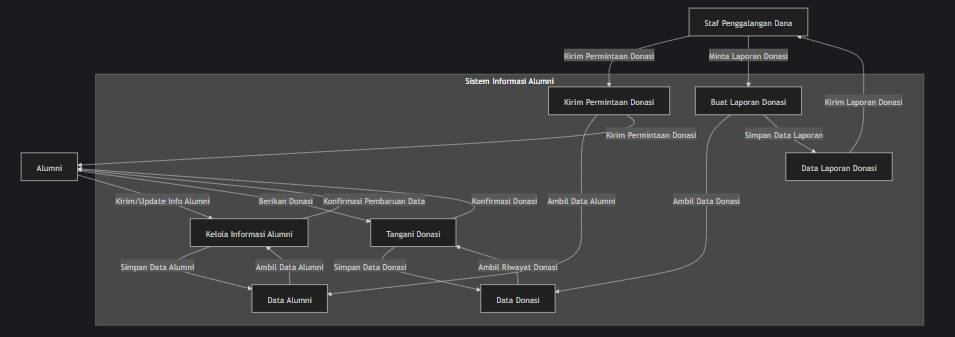 Staf Penggalangan Dana
Kirim Permintaan Donasi
Minta Laporan Donasi
Sistem Informasi Alumni
Kirim Permintaan Donasi
Buat Laporan Donasi
Kirim Laporan Donasi
Kirim Permintaan Donasi
Simpan Data Laporan
Alumni
Data Laporan Donasi
Kirim/Update Info Alumni
Berikan Donasi
Konfirmasi Pembaruan Data
Konfirmasi Donasi
Ambil Data Alumni
Ambil Data Donasi
Kelola Informasi Alumni
Tangani Donasi
Simpan Data Alumni
Ambil Data Alumni
Simpan Data Donasi
Ambil Riwayat Donasi
Data Alumni
Data Donasi